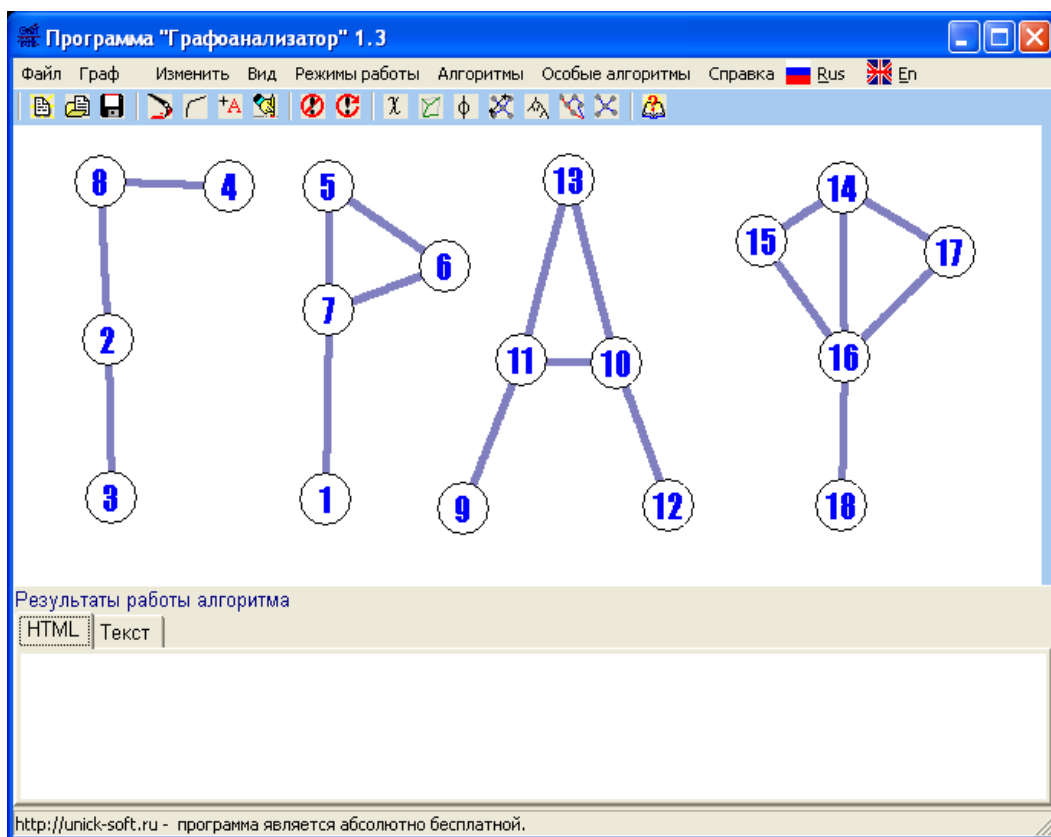 Программа "Графоанализатор" 1.3
Файл Граф Изменить Вид Режимы работы Алгоритмы Особые алгоритмы Справка Rus En
+A χ ϕ
8 4 5 13 14
15 17
6
7
2 11 10 16
3 1 9 12 18
Результаты работы алгоритма
HTML Текст
http://unick-soft.ru - программа является абсолютно бесплатной.